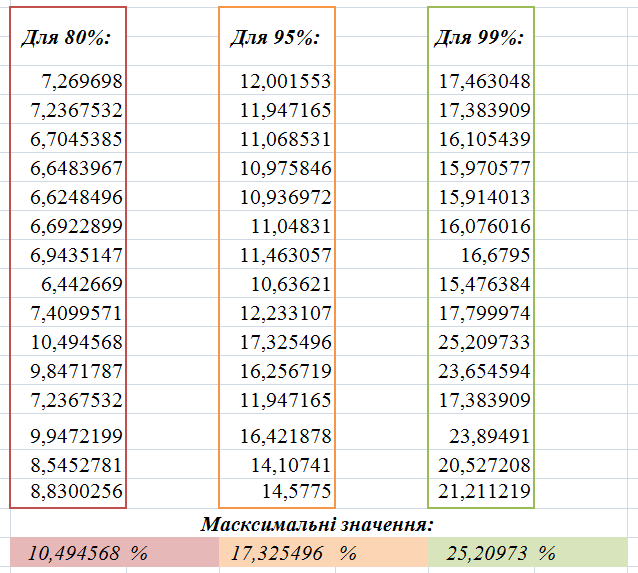 Для 80%: Для 95%: Для 99%:
7,269698 12,001553 17,463048
7,2367532 11,947165 17,383909
6,7045385 11,068531 16,105439
6,6483967 10,975846 15,970577
6,6248496 10,936972 15,914013
6,6922899 11,04831 16,076016
6,9435147 11,463057 16,6795
6,442669 10,63621 15,476384
7,4099571 12,233107 17,799974
10,494568 17,325496 25,209733
9,8471787 16,256719 23,654594
7,2367532 11,947165 17,383909
9,9472199 16,421878 23,89491
8,5452781 14,10741 20,527208
8,8300256 14,5775 21,211219
Масксимальні значення:
10,494568 % 17,325496 % 25,20973 %